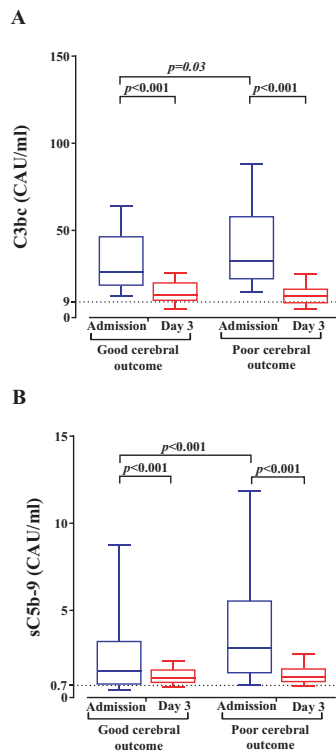 A
C3bc (CAU/ml)
150
100
50
9
0
p=0.03
p<0.001
p<0.001
Admission Day 3 Admission Day 3
Good cerebral outcome
Poor cerebral outcome
B
sC5b-9 (CAU/ml)
15
10
5
0.7
p<0.001
p<0.001
p<0.001
Admission Day 3 Admission Day 3
Good cerebral outcome
Poor cerebral outcome